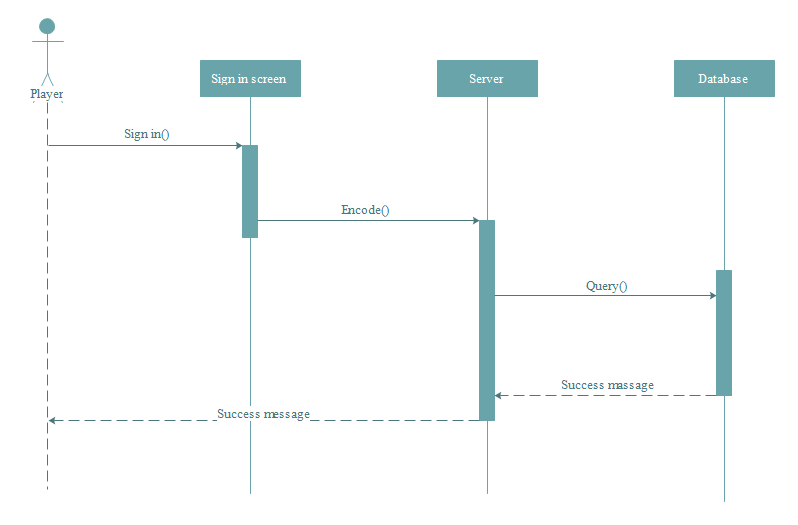 Player
Sign in screen
Server
Database
Sign in()
Encode()
Query()
Success massage
Success message